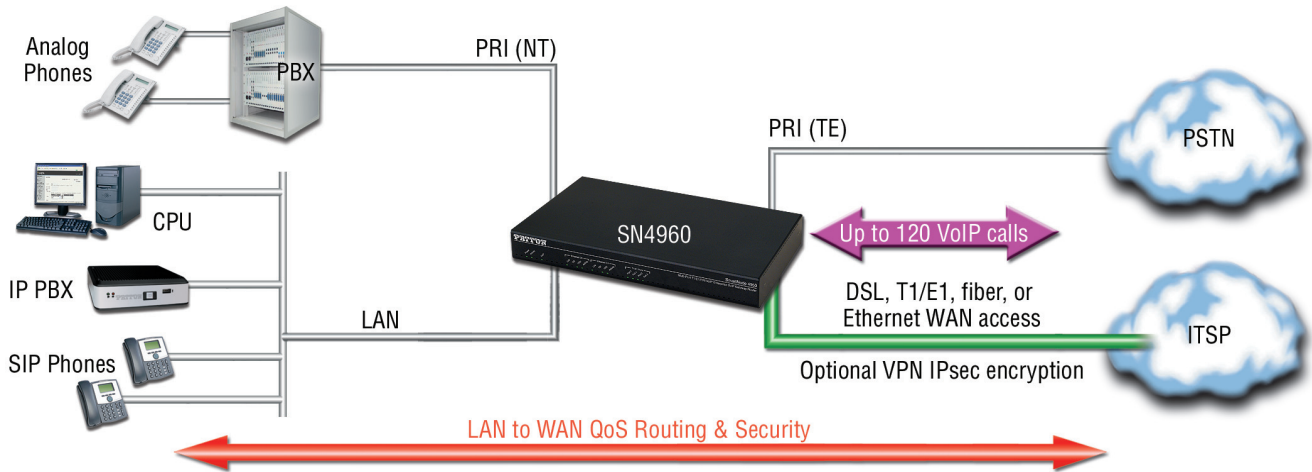 Analog
Phones
PBX
PRI (NT)
PRI (TE)
PSTN
CPU
SN4960
PATTON
Up to 120 VoIP calls
IP PBX
LAN
DSL, T1/E1, fiber, or
Ethernet WAN access
ITSP
SIP Phones
Optional VPN IPsec encryption
LAN to WAN QoS Routing & Security